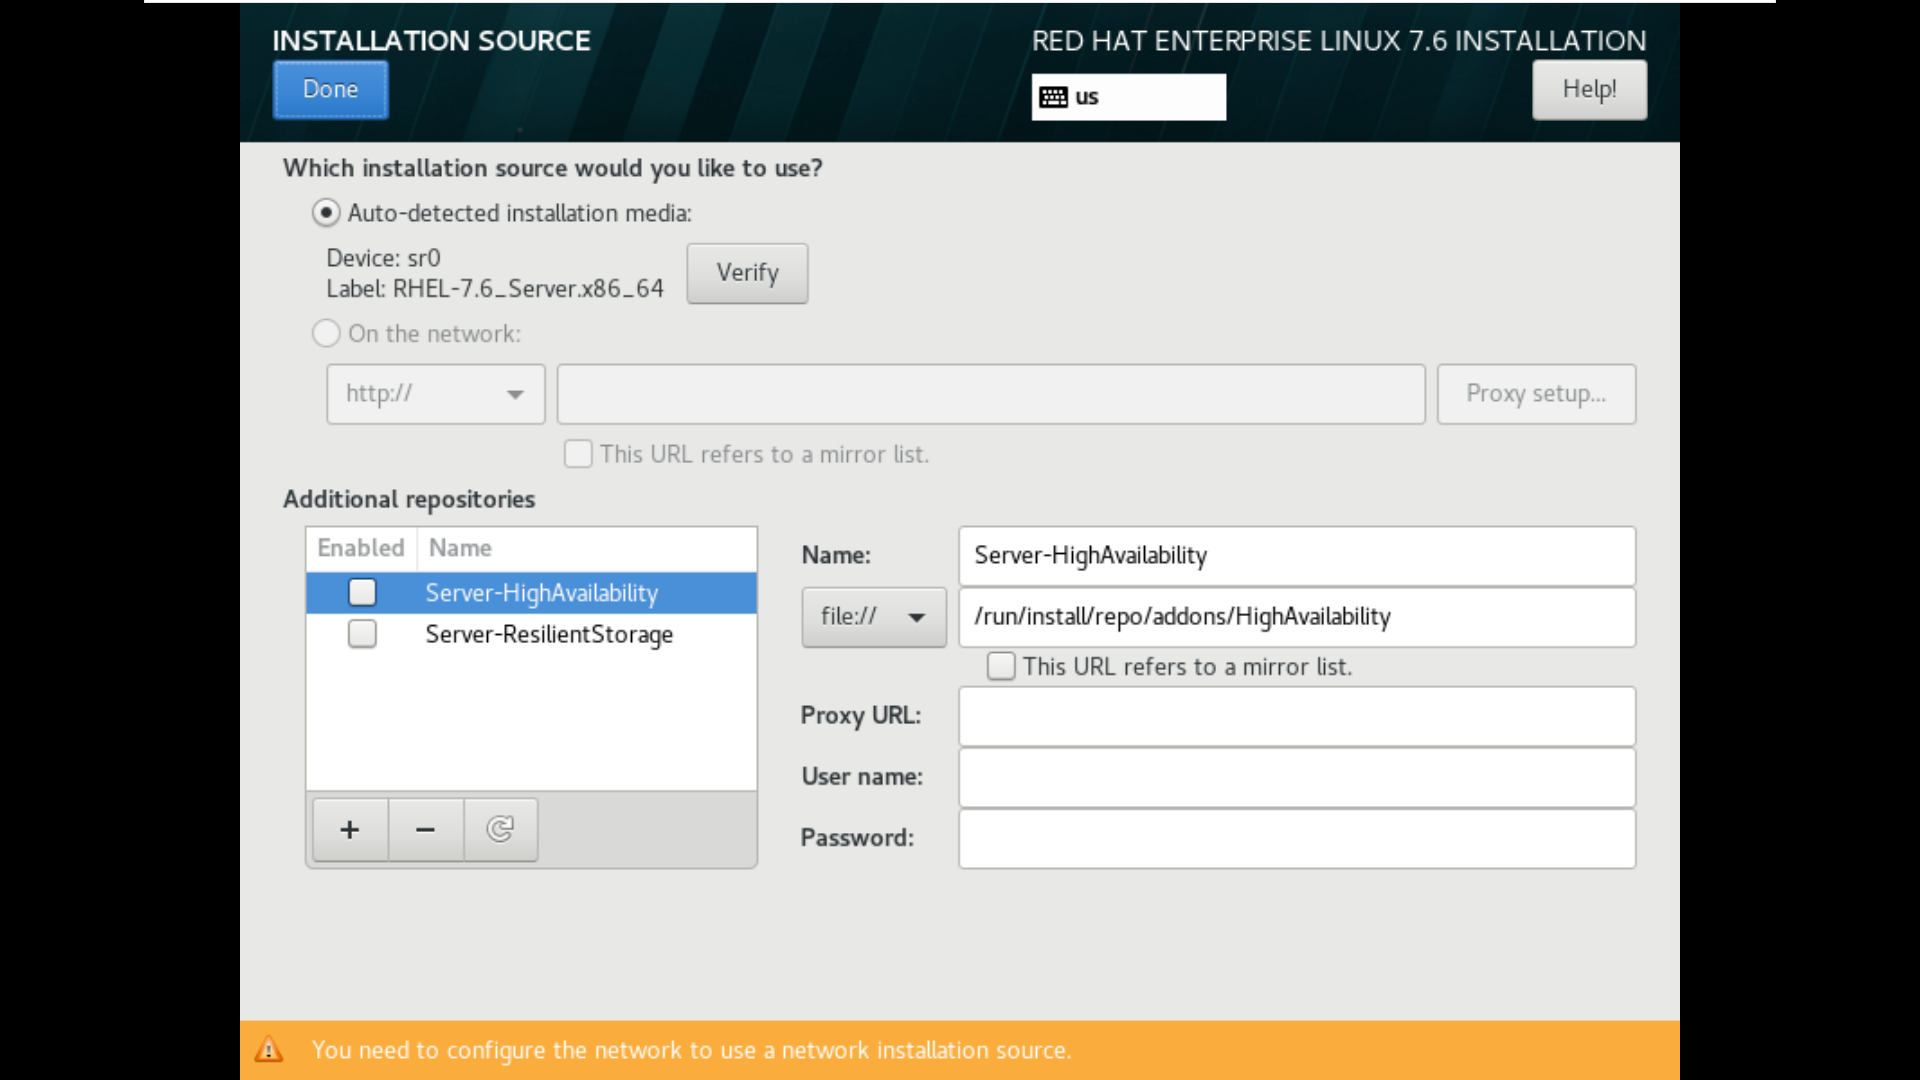 INSTALLATION SOURCE
RED HAT ENTERPRISE LINUX 7.6 INSTALLATION
Done
us
Help!
Which installation source would you like to use?
Auto-detected installation media:
Device: sr0
Label: RHEL-7.6_Server.x86_64
Verify
On the network:
http://
Proxy setup...
This URL refers to a mirror list.
Additional repositories
Enabled Name
Server-HighAvailability
Server-ResilientStorage
Name: Server-HighAvailability
file:// /run/install/repo/addons/HighAvailability
This URL refers to a mirror list.
Proxy URL:
User name:
Password:
You need to configure the network to use a network installation source.